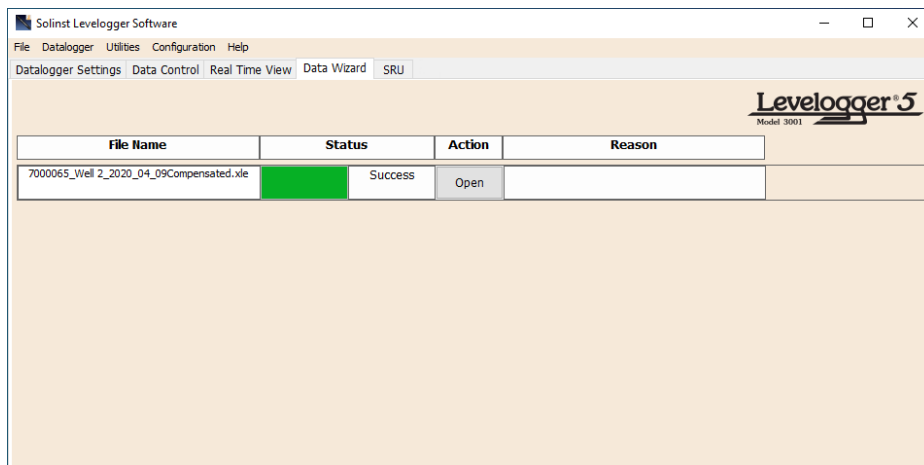 Solinst Levelogger Software
File Datalogger Utilities Configuration Help
Datalogger Settings Data Control Real Time View Data Wizard SRU
Levelogger® 5
Model 3001
File Name Status Action Reason
7000065_Well 2_2020_04_09Compensated.xle Success Open